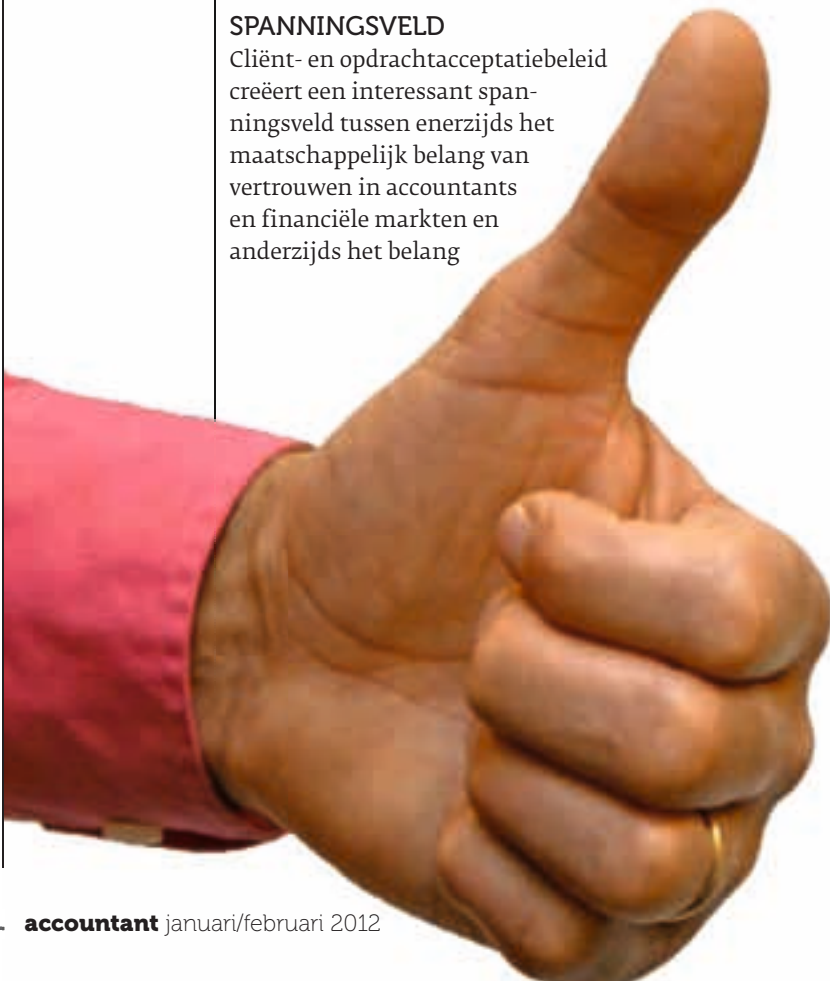 SPANNINGSVELD
Cliënt- en opdrachtacceptatiebeleid
creëert een interessant span-
ningsveld tussen enerzijds het
maatschappelijk belang van
vertrouwen in accountants
en financiële markten en
anderzijds het belang
accountant januari/februari 2012